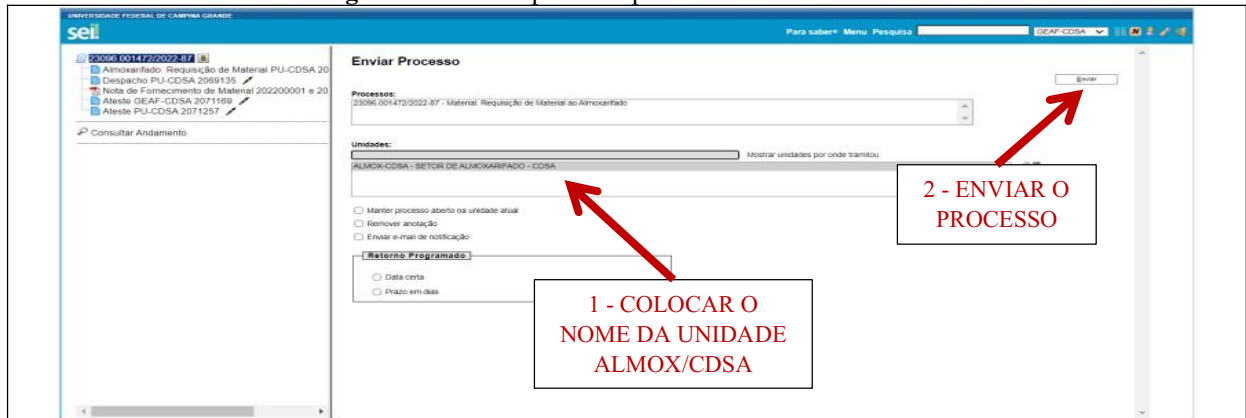 UNIVERSIDADE FEDERAL DE CAMPINA GRANDE
sei!
Para saber+ Menu Pesquisa
GEAF-CDSA
23096.001472/2022-87
Almoxarifado: Requisição de Material PU-CDSA 20
Despacho PU-CDSA 2069135
Nota de Fornecimento de Material 202200001 e 20
Ateste GEAF-CDSA 2071169
Ateste PU-CDSA 2071257
Consultar Andamento
Enviar Processo
Enviar
Processos:
23096.001472/2022-87 - Material: Requisição de Material ao Almoxarifado
Unidades:
Mostrar unidades por onde tramitou
ALMOX-CDSA - SETOR DE ALMOXARIFADO - CDSA
Manter processo aberto na unidade atual
Remover anotação
Enviar e-mail de notificação
Retorno Programado
Data certa
Prazo em dias
2 - ENVIAR O
PROCESSO
1 - COLOCAR O
NOME DA UNIDADE
ALMOX/CDSA